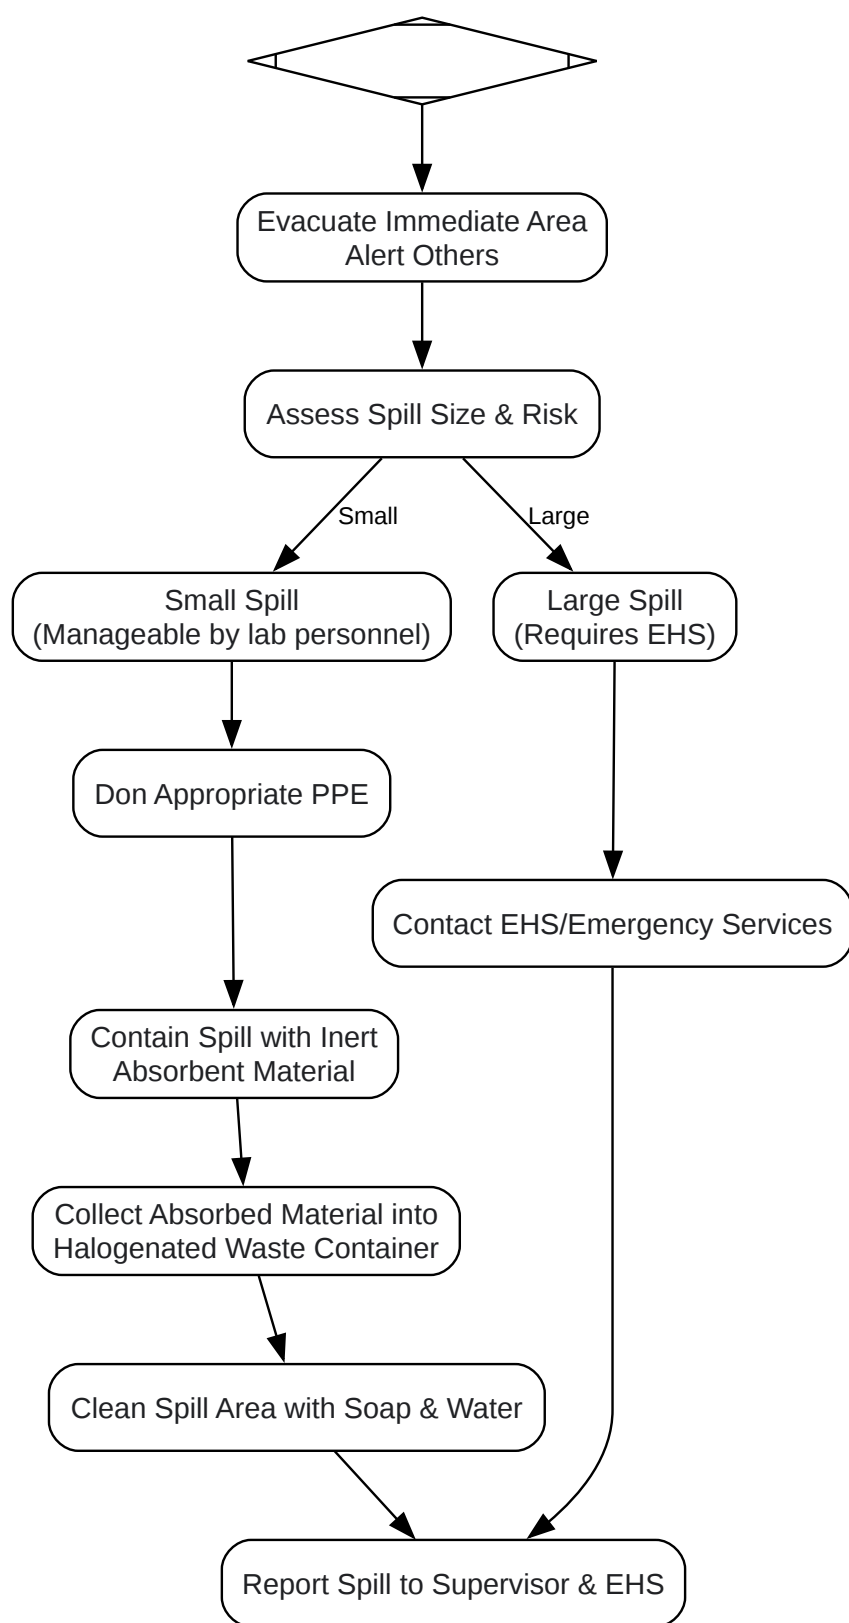 Evacuate Immediate Area
Alert Others
Assess Spill Size & Risk
Small
Large
Small Spill
(Manageable by lab personnel)
Large Spill
(Requires EHS)
Don Appropriate PPE
Contact EHS/Emergency Services
Contain Spill with Inert
Absorbent Material
Collect Absorbed Material into
Halogenated Waste Container
Clean Spill Area with Soap & Water
Report Spill to Supervisor & EHS